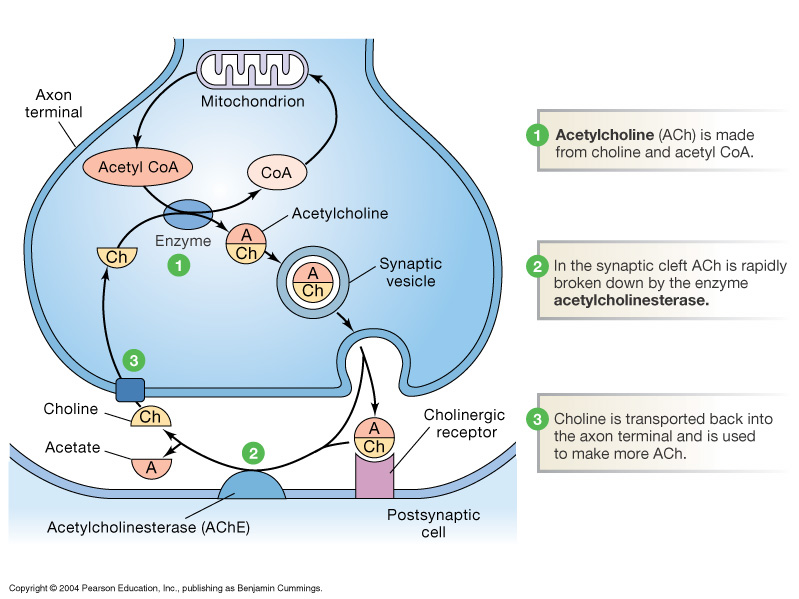 Mitochondrion
Axon
terminal
Acetyl CoA
CoA
Acetylcholine
A
Ch
Enzyme
1
Ch
Synaptic
vesicle
A
Ch
3
Choline
Ch
Acetate
A
2
A
Ch
Cholinergic
receptor
Acetylcholinesterase (AChE)
Postsynaptic
cell
1 Acetylcholine (ACh) is made
from choline and acetyl CoA.
2 In the synaptic cleft ACh is rapidly
broken down by the enzyme
acetylcholinesterase.
3 Choline is transported back into
the axon terminal and is used
to make more ACh.
Copyright © 2004 Pearson Education, Inc., publishing as Benjamin Cummings.